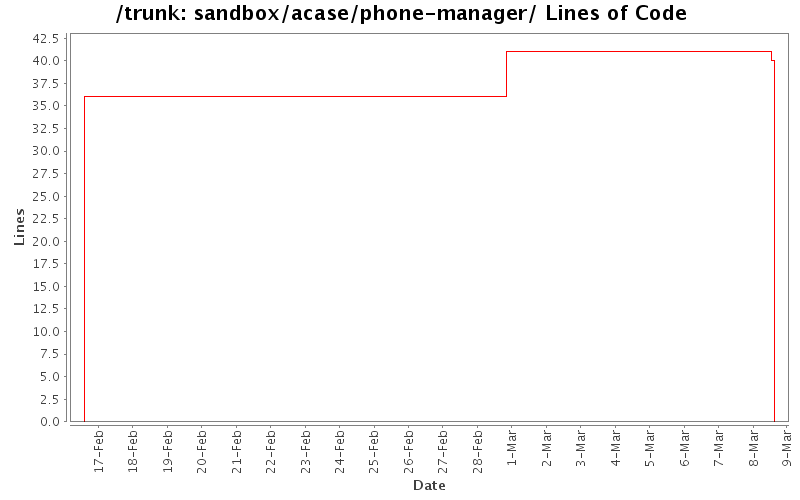 /trunk: sandbox/acase/phone-manager/ Lines of Code
42.5
40.0
37.5
35.0
32.5
30.0
27.5
25.0
22.5
20.0
17.5
15.0
12.5
10.0
7.5
5.0
2.5
0.0
Lines
17-Feb
18-Feb
19-Feb
20-Feb
21-Feb
22-Feb
23-Feb
24-Feb
25-Feb
26-Feb
27-Feb
28-Feb
1-Mar
2-Mar
3-Mar
4-Mar
5-Mar
6-Mar
7-Mar
8-Mar
9-Mar
Date